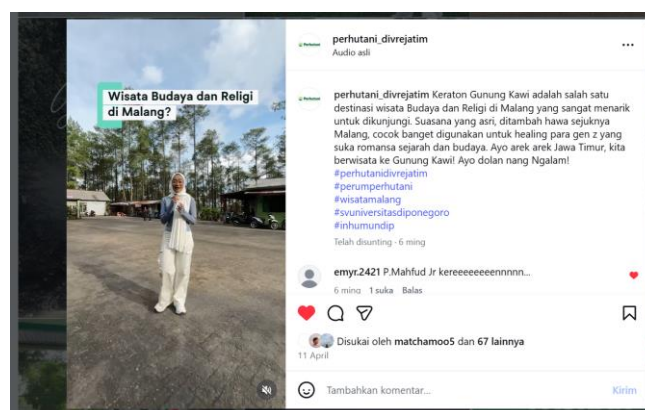 Wisata Budaya dan Religi
di Malang?
perhutani_divrejatim
Audio asli
perhutani_divrejatim Keraton Gunung Kawi adalah salah satu
destinasi wisata Budaya dan Religi di Malang yang sangat menarik
untuk dikunjungi. Suasana yang asri, ditambah hawa sejuknya
Malang, cocok banget digunakan untuk healing para gen z yang
suka romansa sejarah dan budaya. Ayo arek arek Jawa Timur, kita
berwisata ke Gunung Kawi! Ayo dolan nang Ngalam!
#perhutanidivrejatim
#perumperhutani
#wisatamalang
#svuniversitasdiponegoro
#inhumundip
Telah disunting · 6 ming
emyr.2421 P.Mahfud Jr kereeeeeeeennnnn...
6 ming 1 suka Balas
Disukai oleh matchamoo5 dan 67 lainnya
11 April
Tambahkan komentar...
Kirim